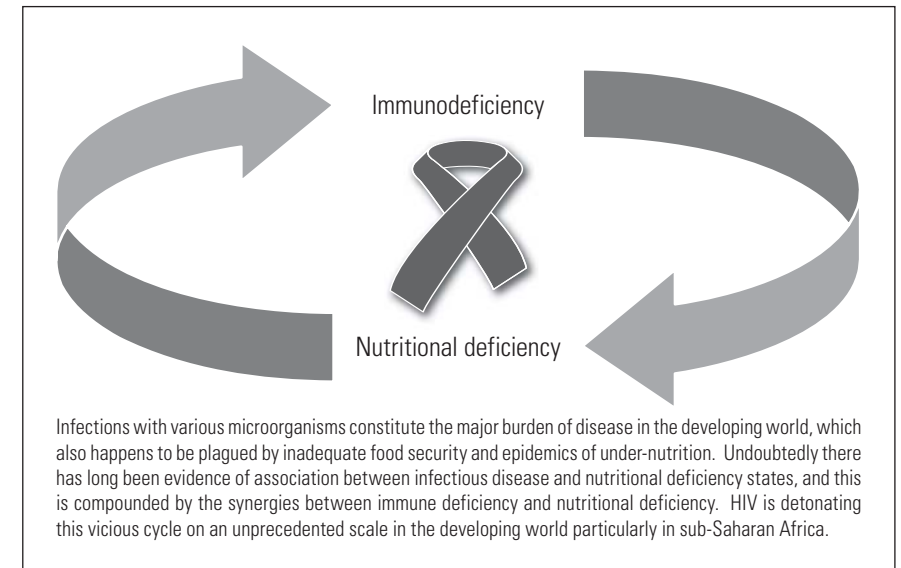 Immunodeficiency
Nutritional deficiency
Infections with various microorganisms constitute the major burden of disease in the developing world, which
also happens to be plagued by inadequate food security and epidemics of under-nutrition. Undoubtedly there
has long been evidence of association between infectious disease and nutritional deficiency states, and this
is compounded by the synergies between immune deficiency and nutritional deficiency. HIV is detonating
this vicious cycle on an unprecedented scale in the developing world particularly in sub-Saharan Africa.